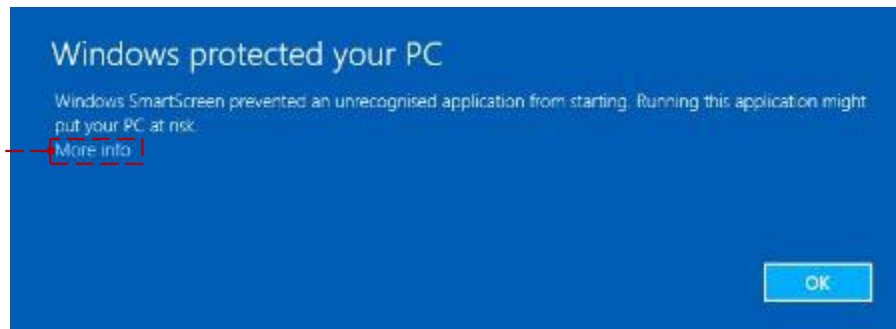 Windows protected your PC
Windows SmartScreen prevented an unrecognised application from starting. Running this application might
put your PC at risk.
More info
OK